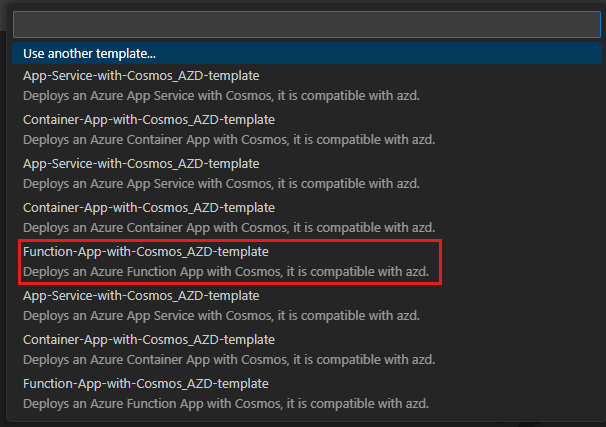 Use another template...
App-Service-with-Cosmos_AZD-template
Deploys an Azure App Service with Cosmos, it is compatible with azd.
Container-App-with-Cosmos_AZD-template
Deploys an Azure Container App with Cosmos, it is compatible with azd.
App-Service-with-Cosmos_AZD-template
Deploys an Azure App Service with Cosmos, it is compatible with azd.
Container-App-with-Cosmos_AZD-template
Deploys an Azure Container App with Cosmos, it is compatible with azd.
Function-App-with-Cosmos_AZD-template
Deploys an Azure Function App with Cosmos, it is compatible with azd.
App-Service-with-Cosmos_AZD-template
Deploys an Azure App Service with Cosmos, it is compatible with azd.
Container-App-with-Cosmos_AZD-template
Deploys an Azure Container App with Cosmos, it is compatible with azd.
Function-App-with-Cosmos_AZD-template
Deploys an Azure Function App with Cosmos, it is compatible with azd.